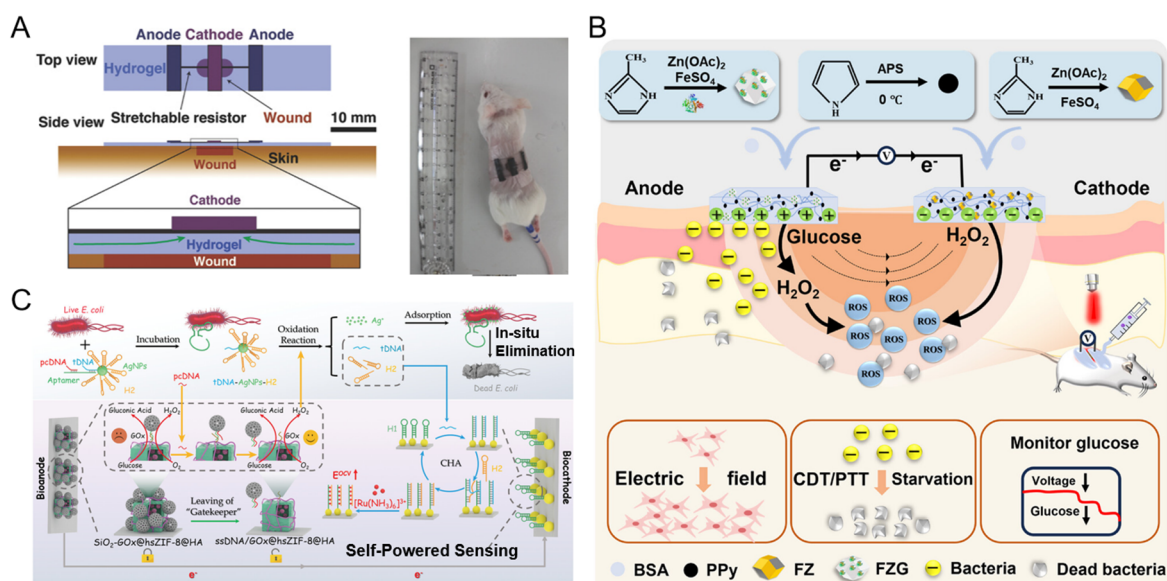 A
Anode Cathode Anode
Top view
Hydrogel
Stretchable resistor
Wound
10 mm
Side view
Skin
Wound
Cathode
Hydrogel
Wound
B
CH₃
N
NH
Zn(OAc)₂
FeSO₄
N
H
APS
0 ℃
CH₃
N
NH
Zn(OAc)₂
FeSO₄
e⁻
V
e⁻
Anode
Cathode
Glucose
H₂O₂
H₂O₂
ROS
ROS
ROS
ROS
ROS
ROS
ROS
V
Electric field
CDT/PTT
Starvation
Monitor glucose
Voltage
Glucose
BSA
PPy
FZ
FZG
Bacteria
Dead bacteria
C
Live E. coli
+
pcDNA
tDNA
AgNPs
Aptamer
H2
Incubation
pcDNA
tDNA-AgNPs-H2
Oxidation
Reaction
Ag⁺
tDNA
H2
Adsorption
In-situ
Elimination
Dead E. coli
Bioanode
Gluconic Acid
H₂O₂
GOx
Glucose
O₂
Gluconic Acid
H₂O₂
GOx
Glucose
O₂
Leaving of
"Gatekeeper"
SiO₂-GOx@hsZIF-8@HA
ssDNA/GOx@hsZIF-8@HA
H1
CHA
H2
E^OCV
[Ru(NH₃)₆]³⁺
Biocathode
Self-Powered Sensing
e⁻
e⁻